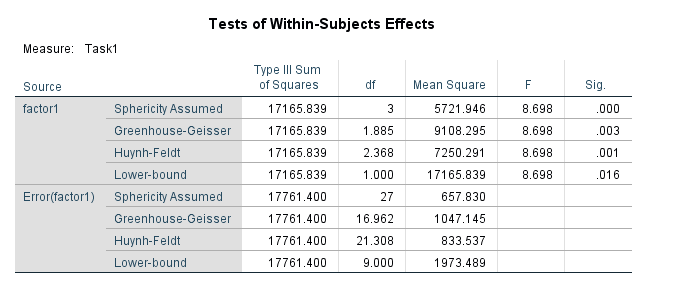 Tests of Within-Subjects Effects
Measure: Task1
Source Type III Sum of Squares df Mean Square F Sig.
factor1 Sphericity Assumed 17165.839 3 5721.946 8.698 .000
Greenhouse-Geisser 17165.839 1.885 9108.295 8.698 .003
Huynh-Feldt 17165.839 2.368 7250.291 8.698 .001
Lower-bound 17165.839 1.000 17165.839 8.698 .016
Error(factor1) Sphericity Assumed 17761.400 27 657.830
Greenhouse-Geisser 17761.400 16.962 1047.145
Huynh-Feldt 17761.400 21.308 833.537
Lower-bound 17761.400 9.000 1973.489